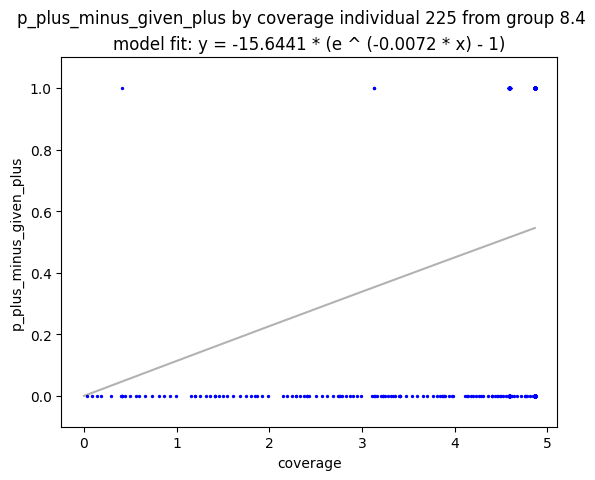 p_plus_minus_given_plus by coverage individual 225 from group 8.4
model fit: y = -15.6441 * (e ^ (-0.0072 * x) - 1)
1.0
0.8
0.6
0.4
0.2
0.0
p_plus_minus_given_plus
0 1 2 3 4 5
coverage